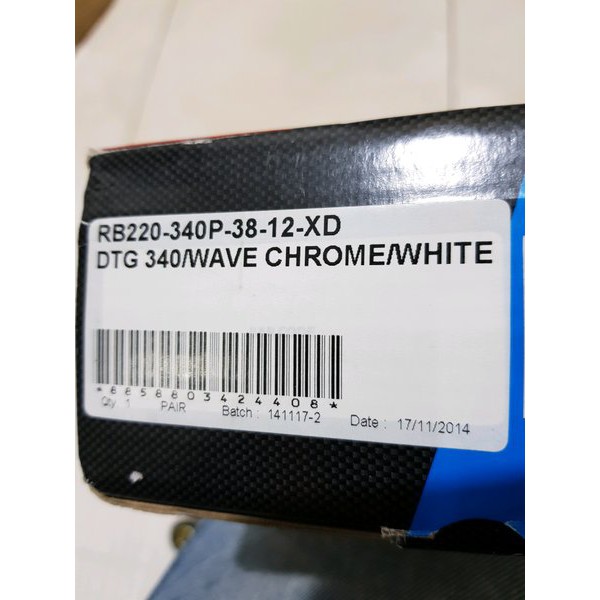 RB220-340P-38-12-XD
DTG 340/WAVE CHROME/WHITE
*8858803424408*
Qty 1 PAIR Batch : 141117-2 Date : 17/11/2014